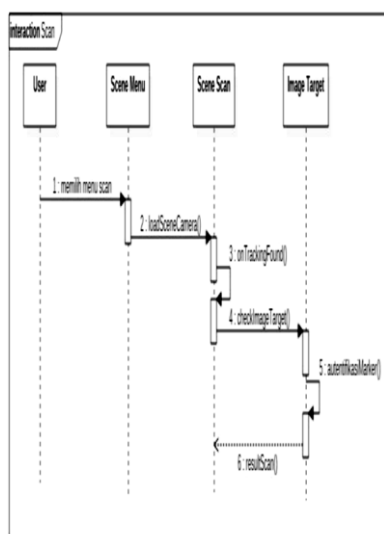 interaction Scan
User
Scene Menu
Scene Scan
Image Target
1 : memilih menu scan
2 : loadSceneCamera()
3 : onTrackingFound()
4 : checkImageTarget()
5 : autentifikasiMarker()
6 : resultScan()